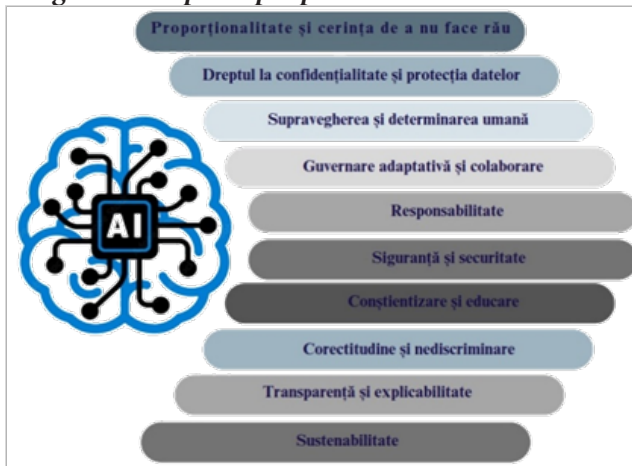 Proporționalitate și cerința de a nu face rău
Dreptul la confidențialitate și protecția datelor
Supravegherea și determinarea umană
Guvernare adaptativă și colaborare
AI
Responsabilitate
Siguranță și securitate
Conștientizare și educare
Corectitudine și nediscriminare
Transparență și explicabilitate
Sustenabilitate